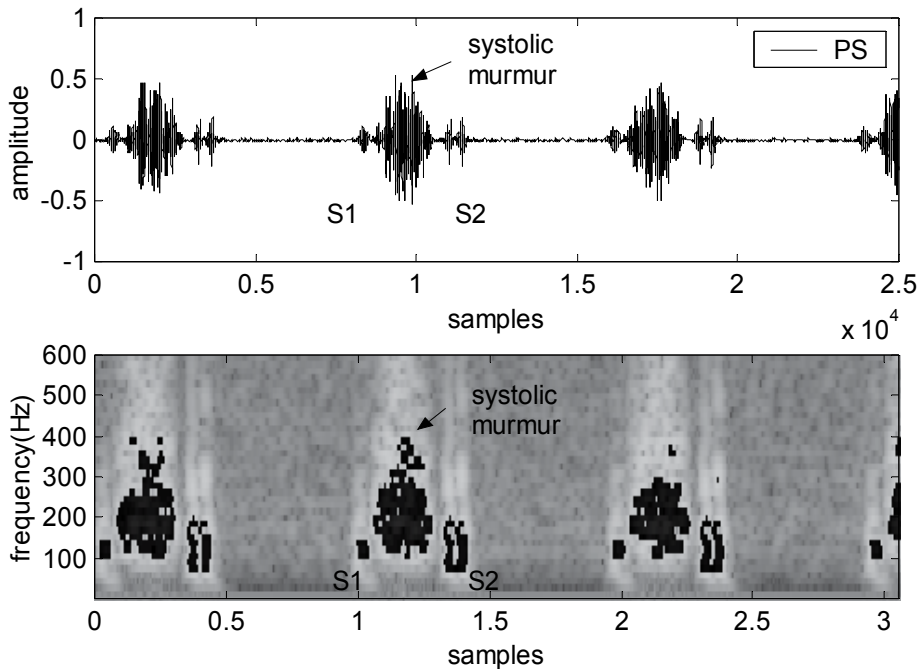 1
systolic
murmur
PS
0.5
amplitude
0
-0.5
S1 S2
-1
0 0.5 1 1.5 2 2.5
samples
x 10^4
600
500
systolic
murmur
400
frequency(Hz)
300
200
100
S1 S2
0 0.5 1 1.5 2 2.5 3
samples